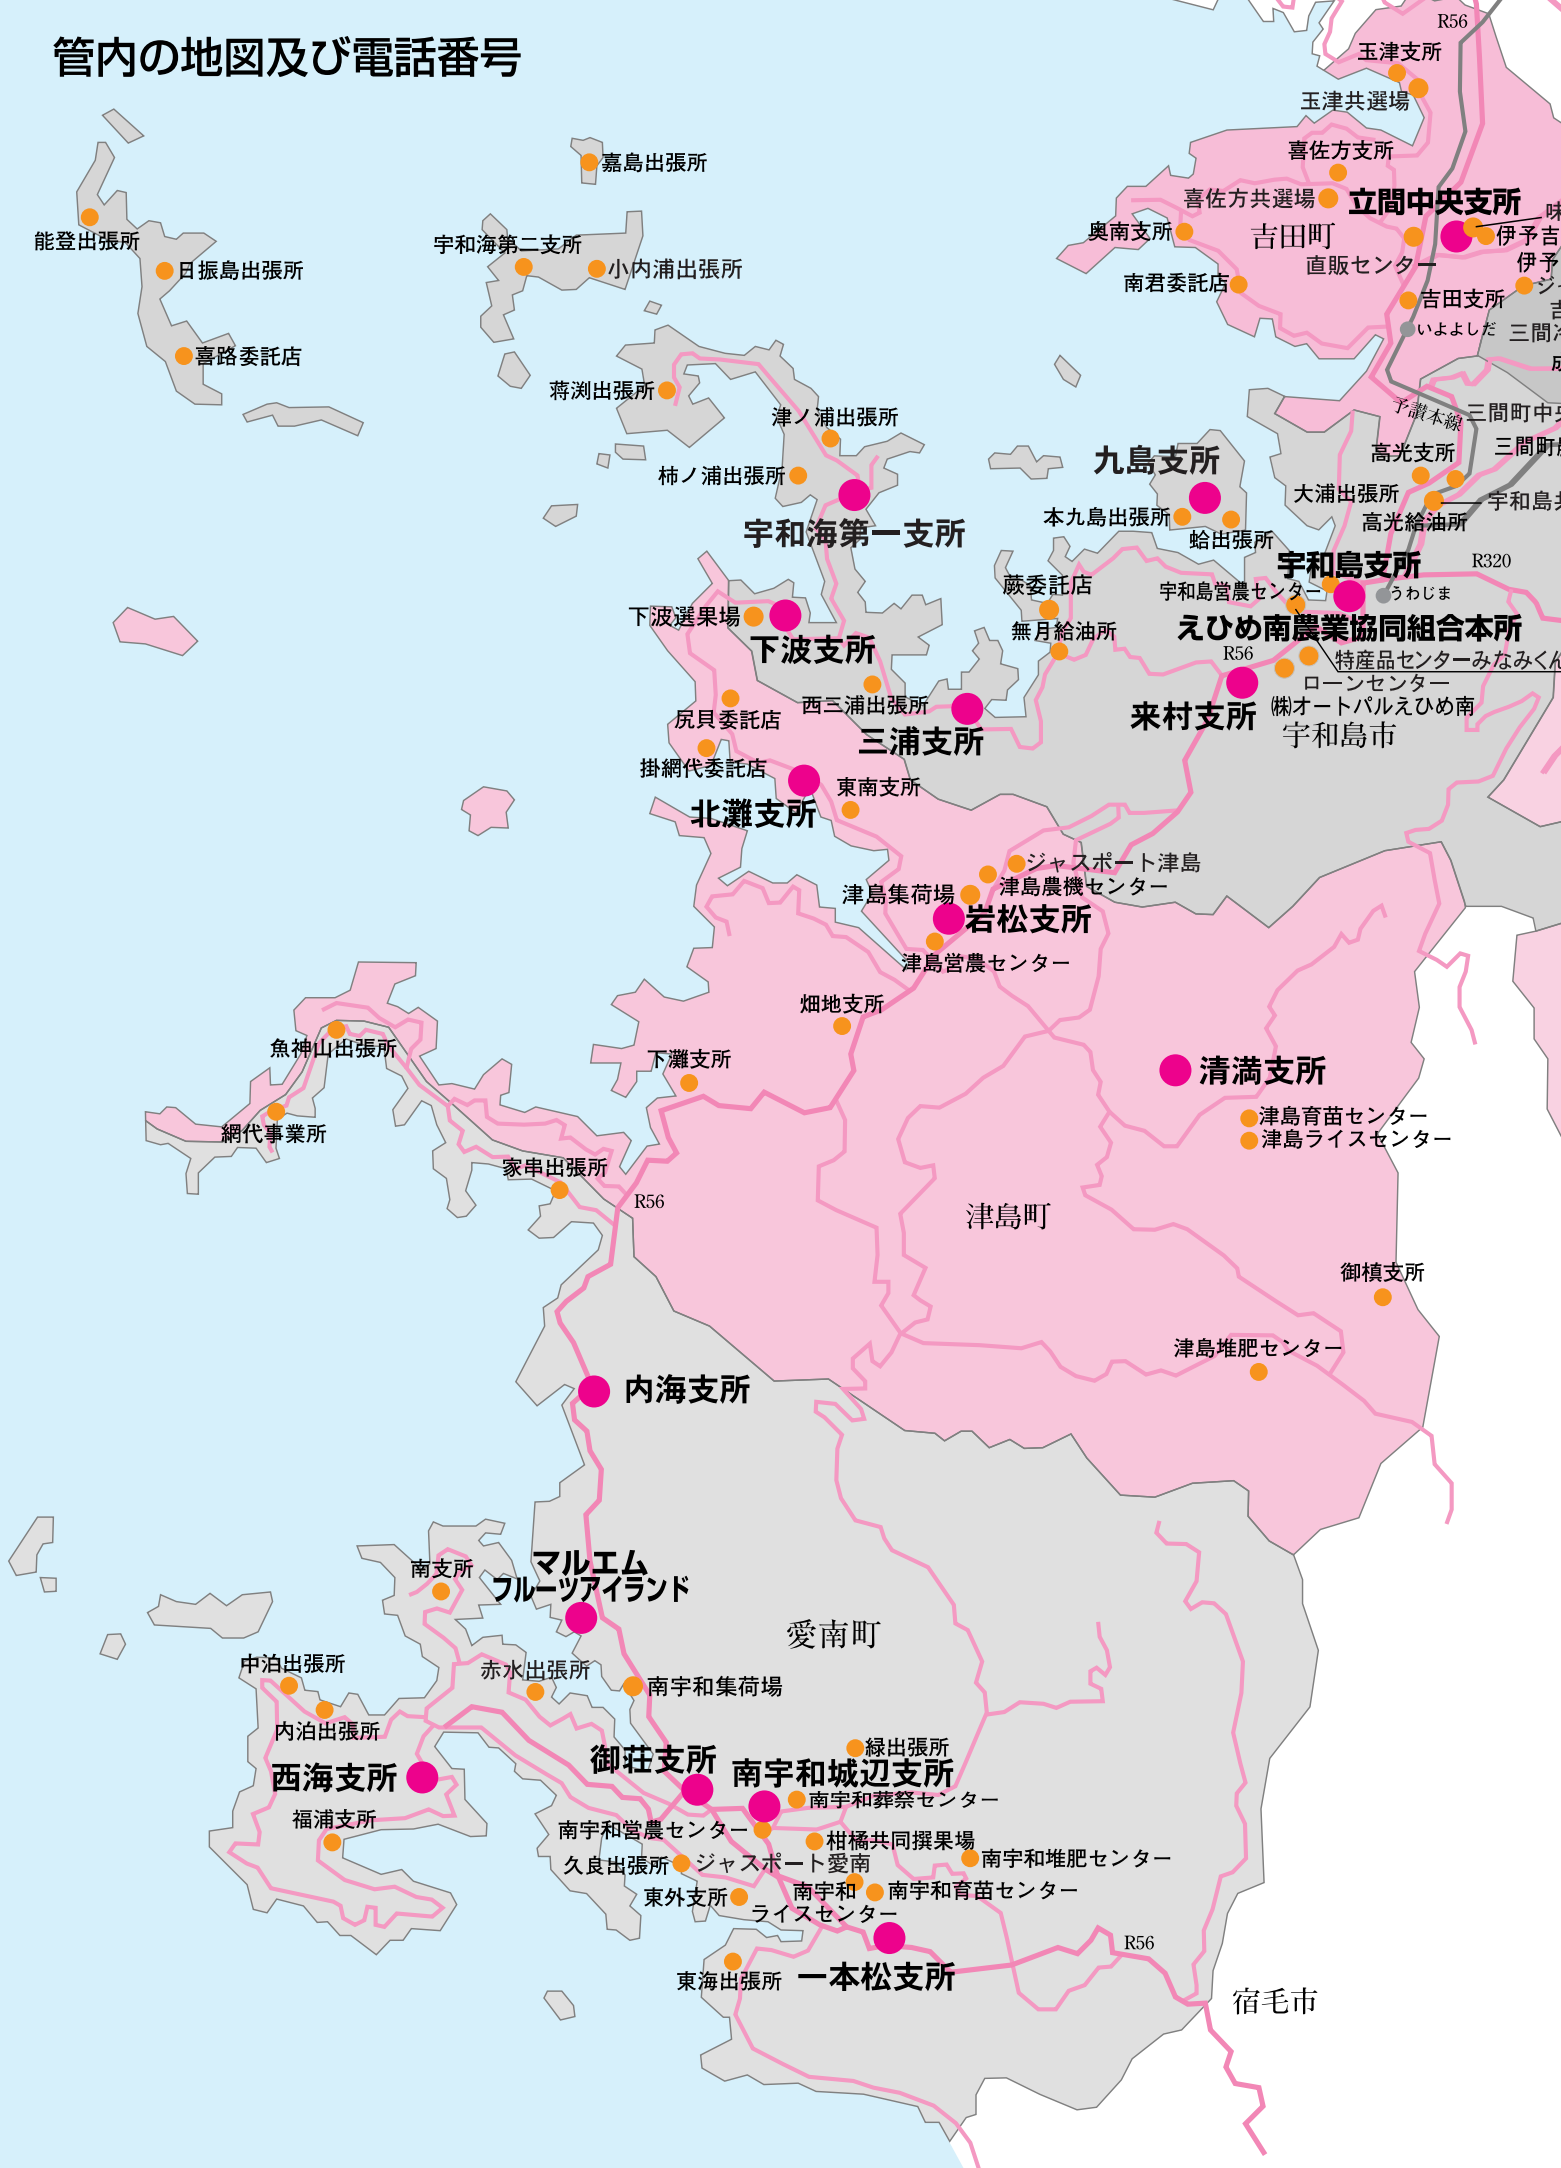 管内の地図及び電話番号
R56
玉津支所
玉津共選場
喜佐方支所
嘉島出張所
喜佐方共選場
立間中央支所
味
能登出張所
宇和海第二支所
奥南支所
吉田町
伊予吉
直販センター
伊予
日振島出張所
小内浦出張所
南君委託店
ジ
吉田支所
吉
いよよしだ
三間
喜路委託店
蒋渕出張所
予讃本線
三間町中央
津ノ浦出張所
三間町
高光支所
九島支所
柿ノ浦出張所
大浦出張所
宇和島
本九島出張所
高光給油所
宇和海第一支所
蛤出張所
R320
宇和島支所
蕨委託店
宇和島営農センター
うわじま
下波選果場
無月給油所
えひめ南農業協同組合本所
下波支所
R56
特産品センターみなみくん
ローンセンター
西三浦出張所
尻貝委託店
来村支所
㈱オートパルえひめ南
三浦支所
宇和島市
掛網代委託店
東南支所
北灘支所
ジャスポート津島
津島農機センター
津島集荷場
岩松支所
津島営農センター
畑地支所
魚神山出張所
下灘支所
清満支所
津島育苗センター
網代事業所
津島ライスセンター
家串出張所
R56
津島町
御槙支所
津島堆肥センター
内海支所
南支所
マルエム
フルーツアイランド
愛南町
中泊出張所
赤水出張所
南宇和集荷場
内泊出張所
緑出張所
御荘支所
南宇和城辺支所
西海支所
南宇和葬祭センター
福浦支所
南宇和営農センター
柑橘共同撰果場
南宇和堆肥センター
久良出張所
ジャスポート愛南
東外支所
南宇和
ライスセンター
南宇和育苗センター
R56
東海出張所
一本松支所
宿毛市